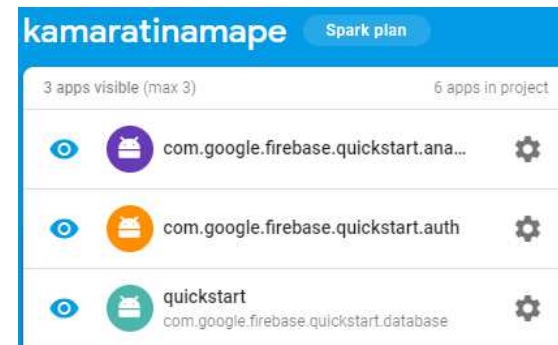 kamaratinamape Spark plan
3 apps visible (max 3) 6 apps in project
com.google.firebase.quickstart.ana...
com.google.firebase.quickstart.auth
quickstart
com.google.firebase.quickstart.database